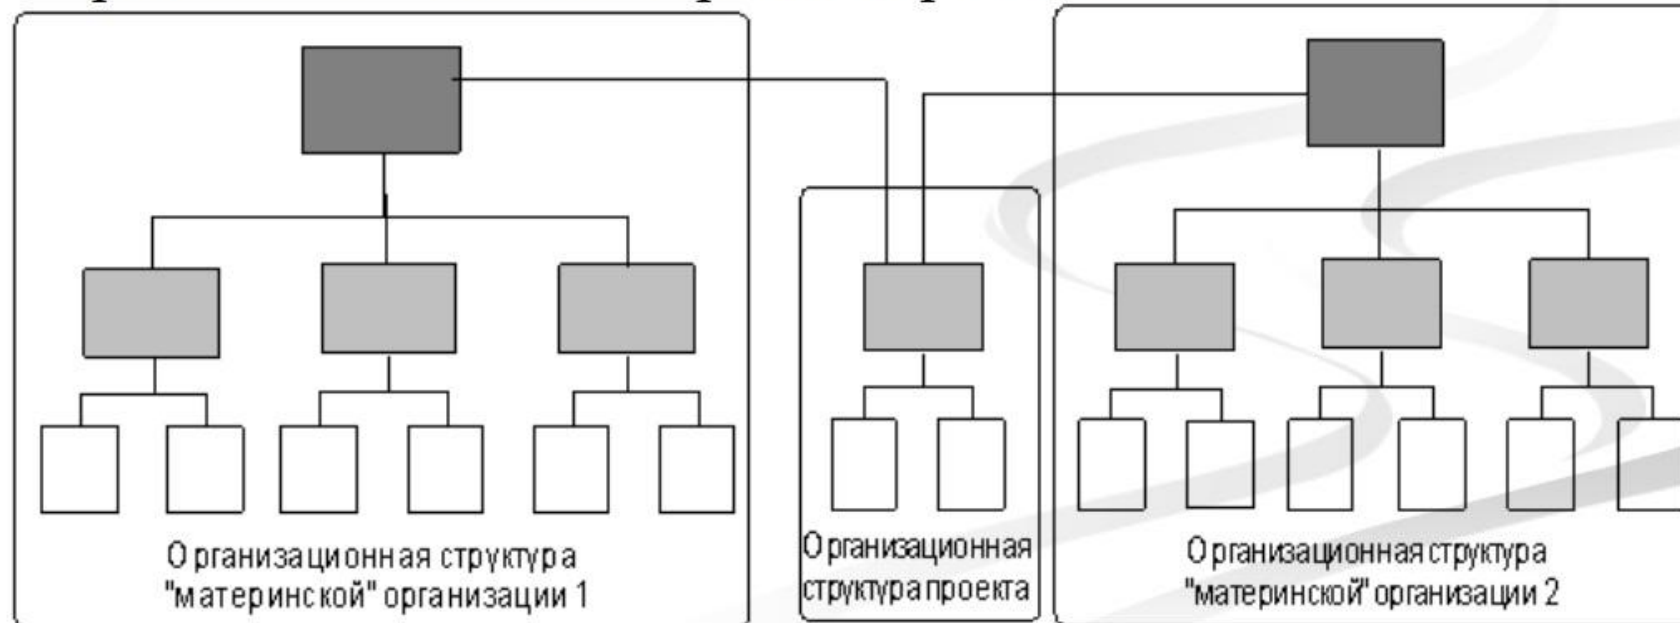 Организационная структура
"материнской" организации 1
Организационная
структура проекта
Организационная структура
"материнской" организации 2